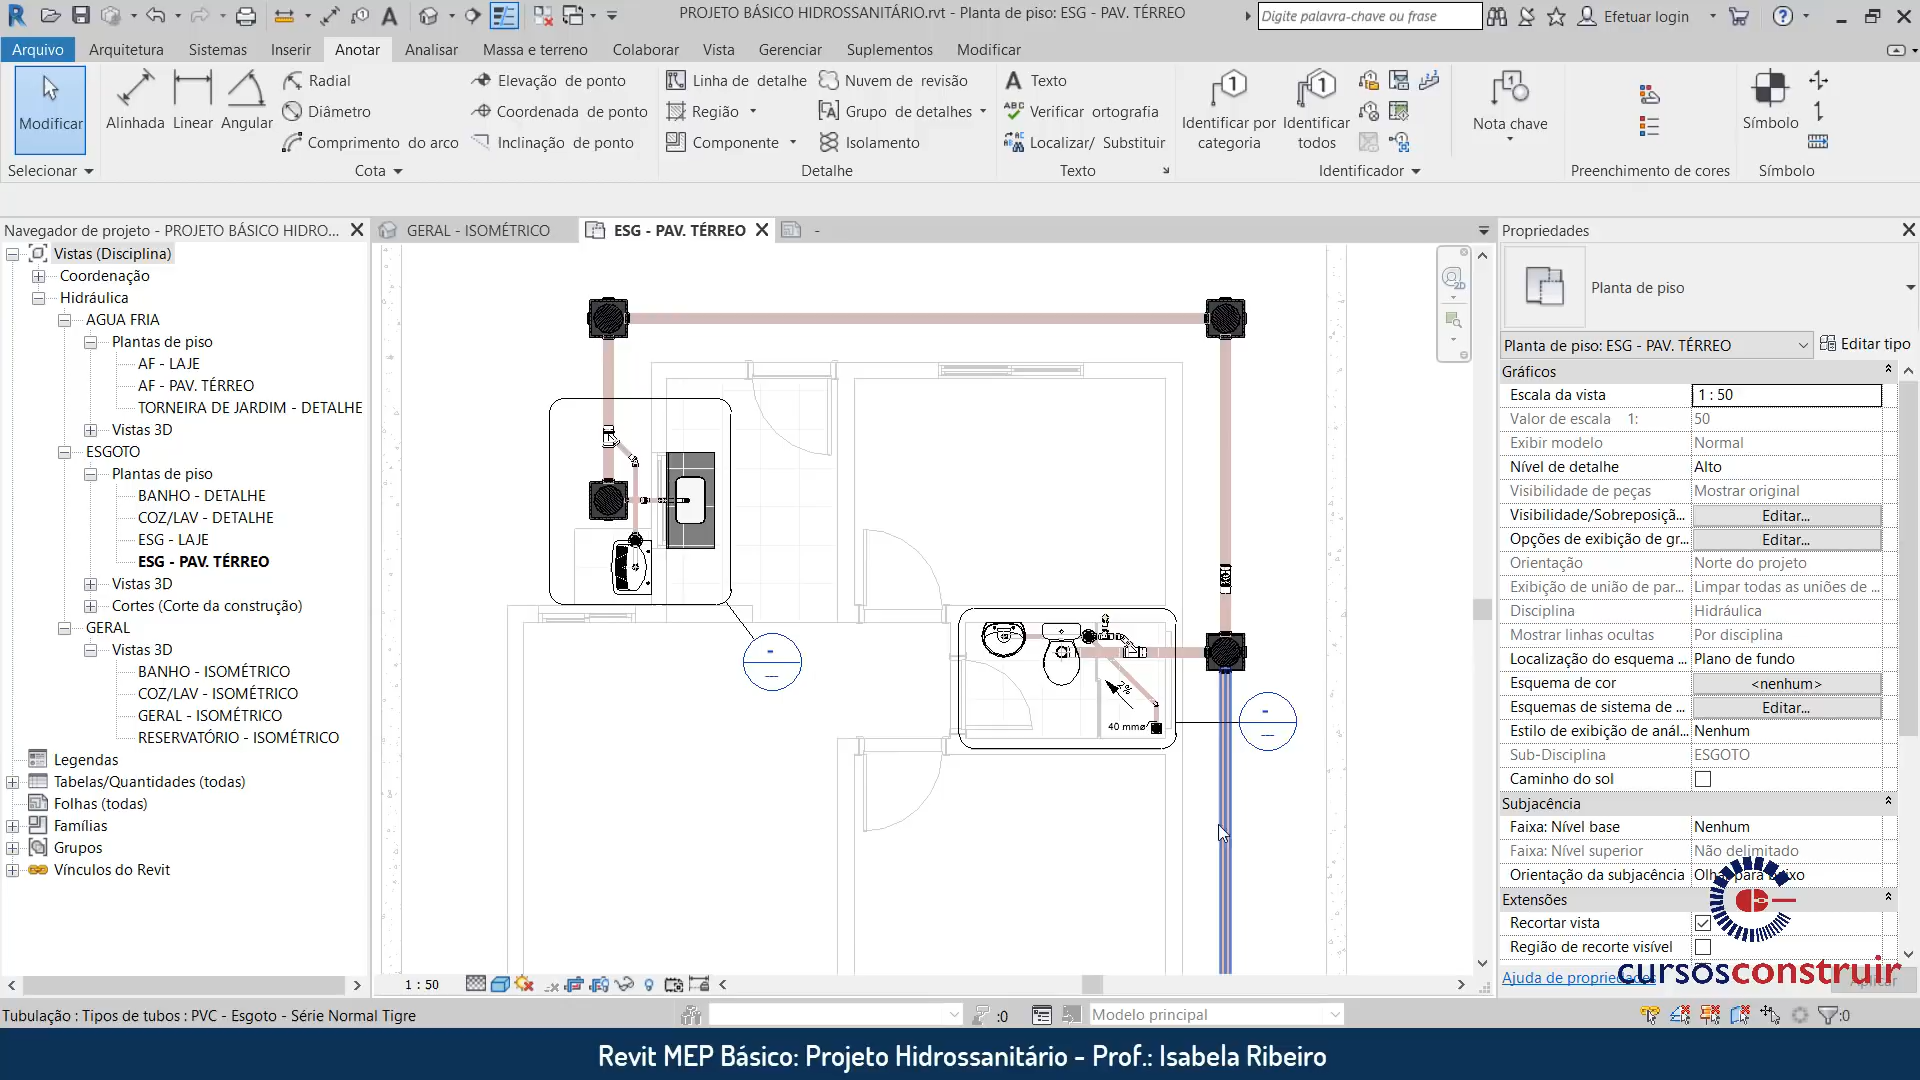 PROJETO BÁSICO HIDROSSANITÁRIO.rvt - Planta de piso: ESG - PAV. TÉRREO
Digite palavra-chave ou frase
Efetuar login
Arquivo Arquitetura Sistemas Inserir Anotar Analisar Massa e terreno Colaborar Vista Gerenciar Suplementos Modificar
Modificar
Alinhada Linear Angular
Radial
Diâmetro
Comprimento do arco
Elevação de ponto
Coordenada de ponto
Inclinação de ponto
Linha de detalhe
Região
Componente
Nuvem de revisão
Grupo de detalhes
Isolamento
Texto
Verificar ortografia
Localizar/ Substituir
Identificar por categoria
Identificar todos
Nota chave
Símbolo
Selecionar Cota Detalhe Texto Identificador Preenchimento de cores Símbolo
Navegador de projeto - PROJETO BÁSICO HIDRO...
GERAL - ISOMÉTRICO
ESG - PAV. TÉRREO
-
Propriedades
Vistas (Disciplina)
Coordenação
Hidráulica
AGUA FRIA
Plantas de piso
AF - LAJE
AF - PAV. TÉRREO
TORNEIRA DE JARDIM - DETALHE
Vistas 3D
ESGOTO
Plantas de piso
BANHO - DETALHE
COZ/LAV - DETALHE
ESG - LAJE
ESG - PAV. TÉRREO
Vistas 3D
Cortes (Corte da construção)
GERAL
Vistas 3D
BANHO - ISOMÉTRICO
COZ/LAV - ISOMÉTRICO
GERAL - ISOMÉTRICO
RESERVATÓRIO - ISOMÉTRICO
Legendas
Tabelas/Quantidades (todas)
Folhas (todas)
Famílias
Grupos
Vínculos do Revit
2%
40 mmø
Planta de piso
Planta de piso: ESG - PAV. TÉRREO
Editar tipo
Gráficos
Escala da vista 1 : 50
Valor de escala 1: 50
Exibir modelo Normal
Nível de detalhe Alto
Visibilidade de peças Mostrar original
Visibilidade/Sobreposiçã... Editar...
Opções de exibição de gr... Editar...
Orientação Norte do projeto
Exibição de união de par... Limpar todas as uniões de ...
Disciplina Hidráulica
Mostrar linhas ocultas Por disciplina
Localização do esquema ... Plano de fundo
Esquema de cor <nenhum>
Esquemas de sistema de ... Editar...
Estilo de exibição de anál... Nenhum
Sub-Disciplina ESGOTO
Caminho do sol
Subjacência
Faixa: Nível base Nenhum
Faixa: Nível superior Não delimitado
Orientação da subjacência Olhar para baixo
Extensões
Recortar vista
Região de recorte visível
Ajuda de propriedades
Aplicar
cursosconstruir
1 : 50
Tubulação : Tipos de tubos : PVC - Esgoto - Série Normal Tigre
:0
Modelo principal
:0
Revit MEP Básico: Projeto Hidrossanitário - Prof.: Isabela Ribeiro